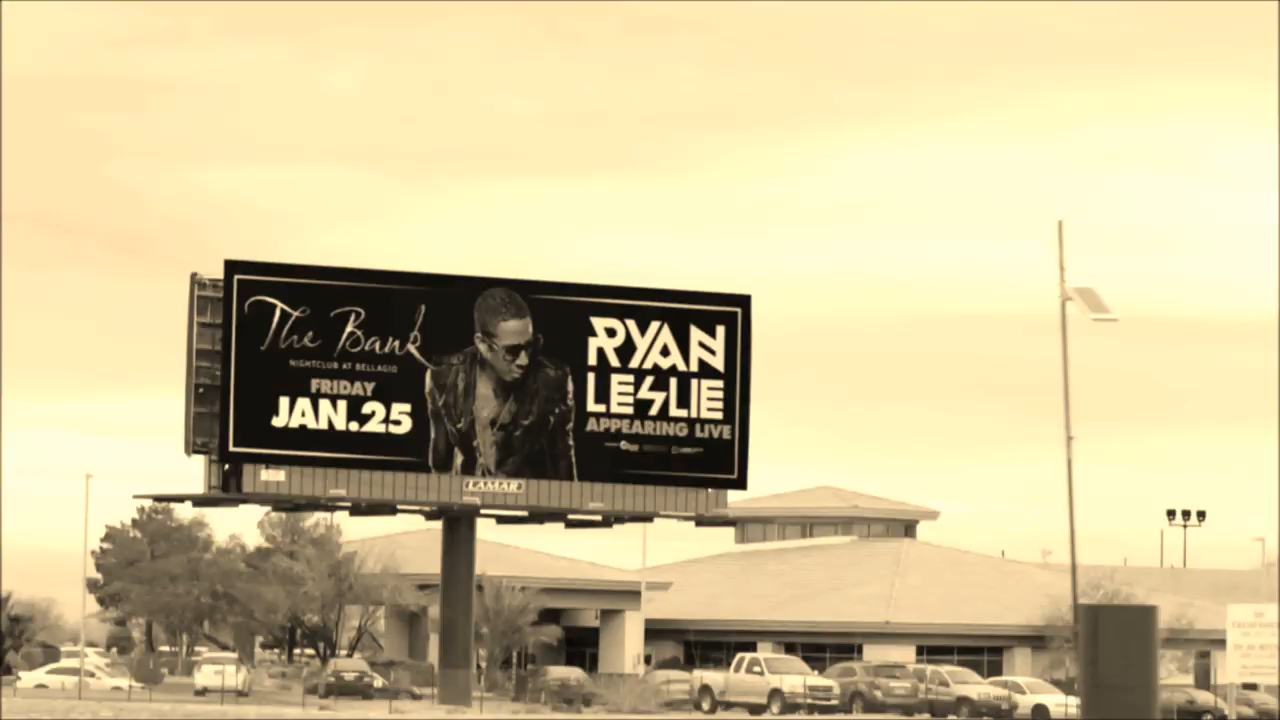 The Bank
NIGHTCLUB AT BELLAGIO
FRIDAY
JAN.25
RYAN
LESLIE
APPEARING LIVE
LAMAR